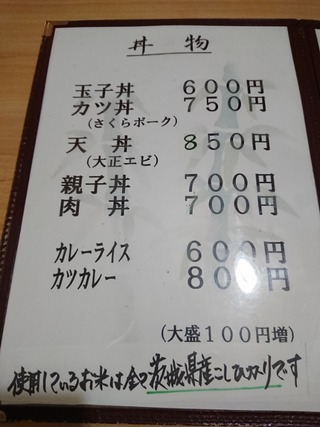 丼物
玉子丼 600円
カツ丼 750円
(さくらポーク)
天丼 850円
(大正エビ)
親子丼 700円
肉丼 700円
カレーライス 600円
カツカレー 800円
(大盛100円増)
使用しているお米は全て茨城県産こしひかりです